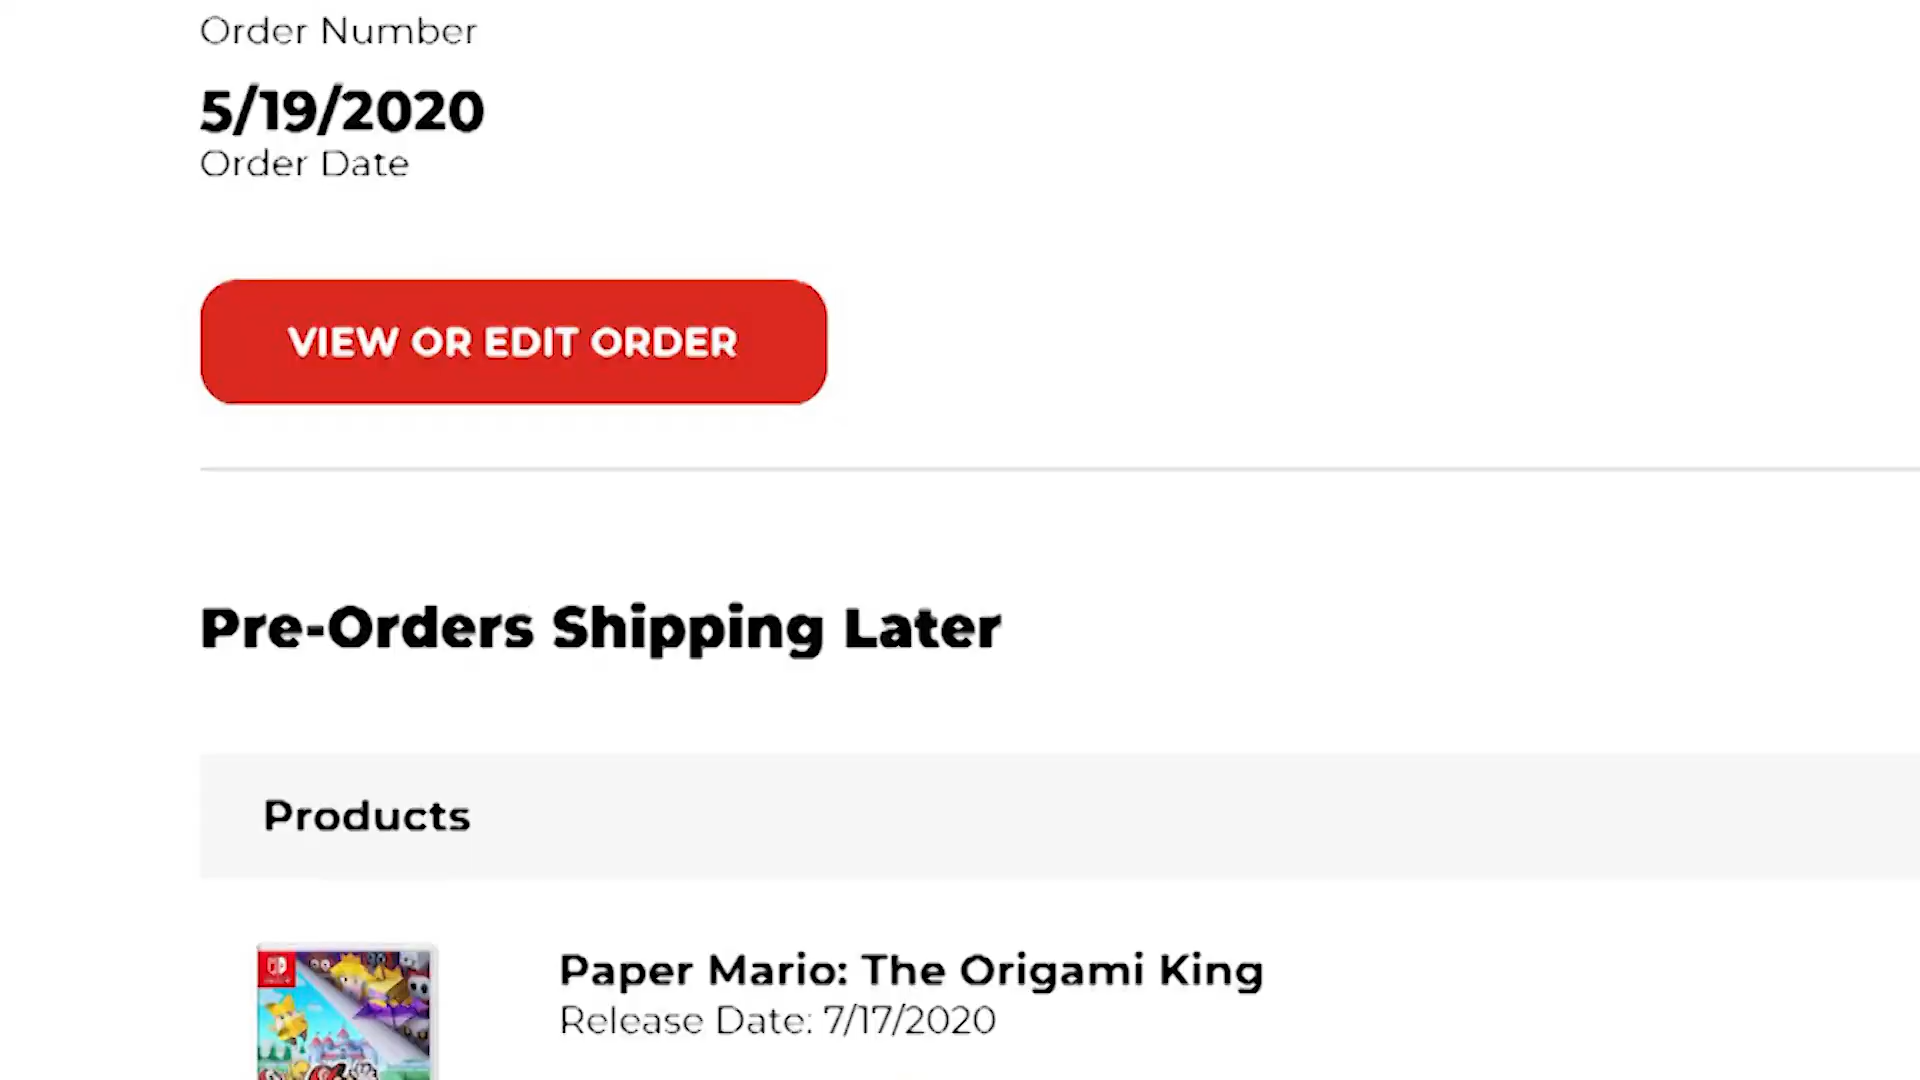 Order Number
5/19/2020
Order Date
VIEW OR EDIT ORDER
Pre-Orders Shipping Later
Products
Paper Mario: The Origami King
Release Date: 7/17/2020